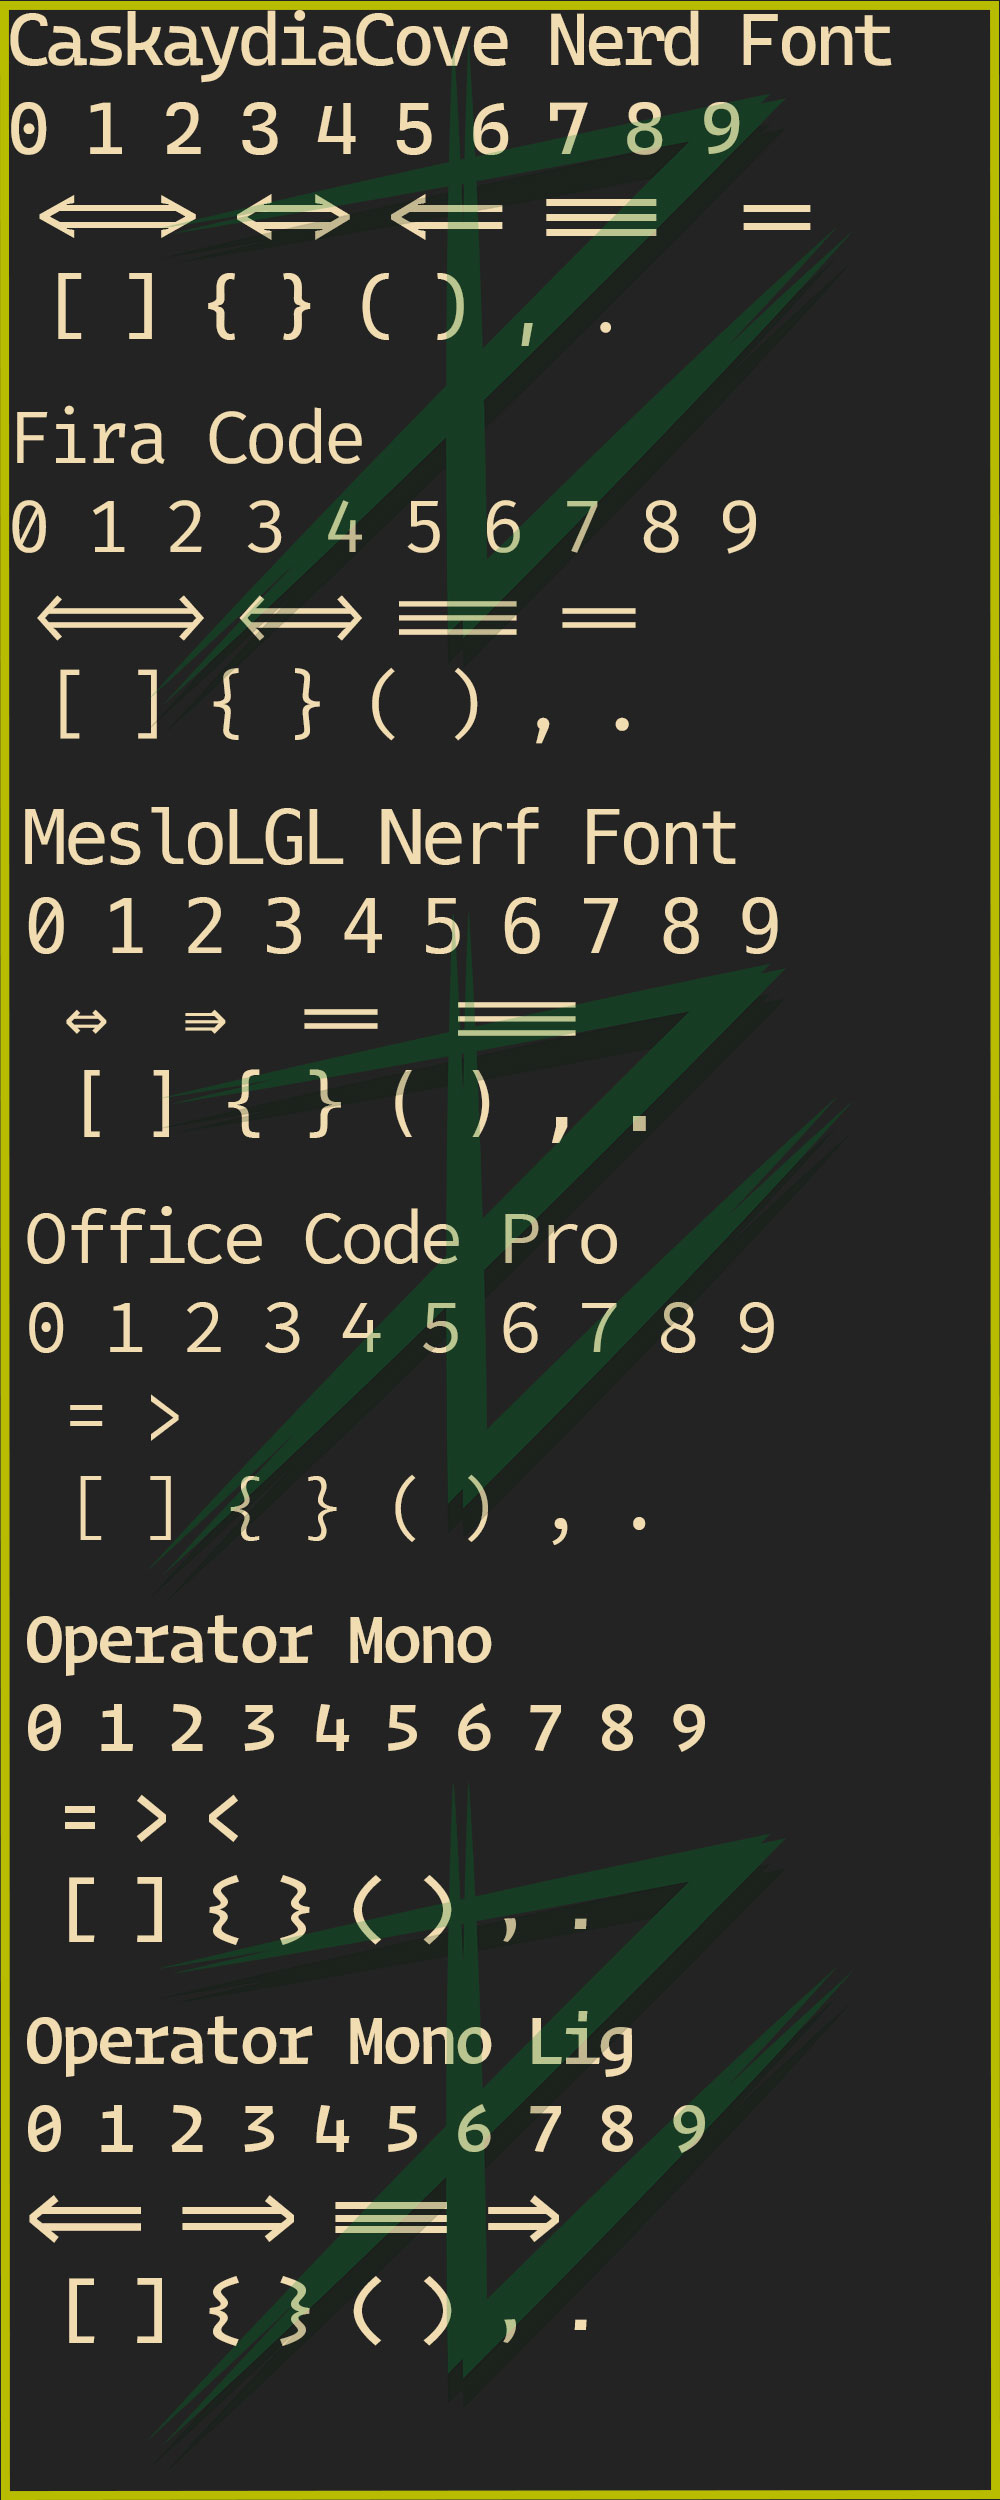 CaskaydiaCove Nerd Font
0 1 2 3 4 5 6 7 8 9
⟺ ⇔ ⇐ ≡ =
[ ] { } ( ) , .
Fira Code
0 1 2 3 4 5 6 7 8 9
⟺ ⇔ ≡ =
[ ] { } ( ) , .
MesloLGL Nerf Font
0 1 2 3 4 5 6 7 8 9
⇔ ⇛ = ≡
[ ] { } ( ) , .
Office Code Pro
0 1 2 3 4 5 6 7 8 9
= >
[ ] { } ( ) , .
Operator Mono
0 1 2 3 4 5 6 7 8 9
= > <
[ ] { } ( ) , .
Operator Mono Lig
0 1 2 3 4 5 6 7 8 9
⟸ ⟹ ≡ ⇒
[ ] { } ( ) , .